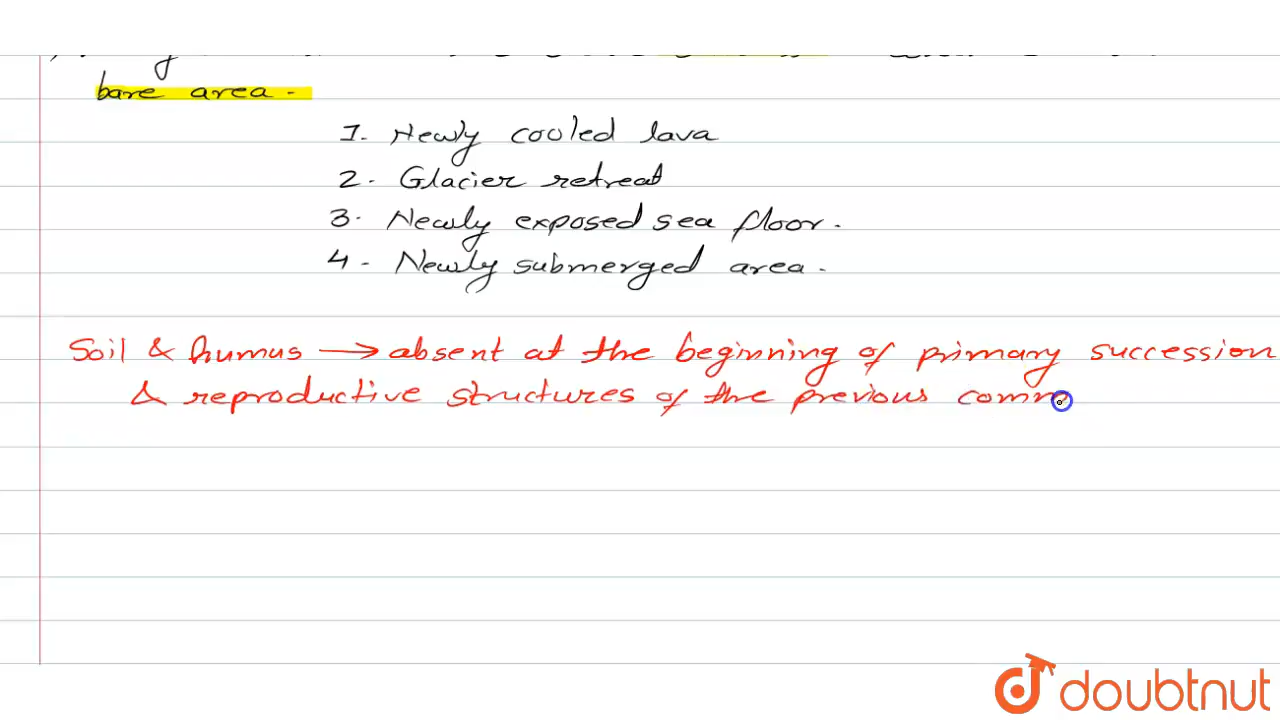 bare area.
1. Newly cooled lava
2. Glacier retreat
3. Newly exposed sea floor.
4. Newly submerged area.
Soil & humus → absent at the beginning of primary succession
& reproductive structures of the previous comm
doubtnut